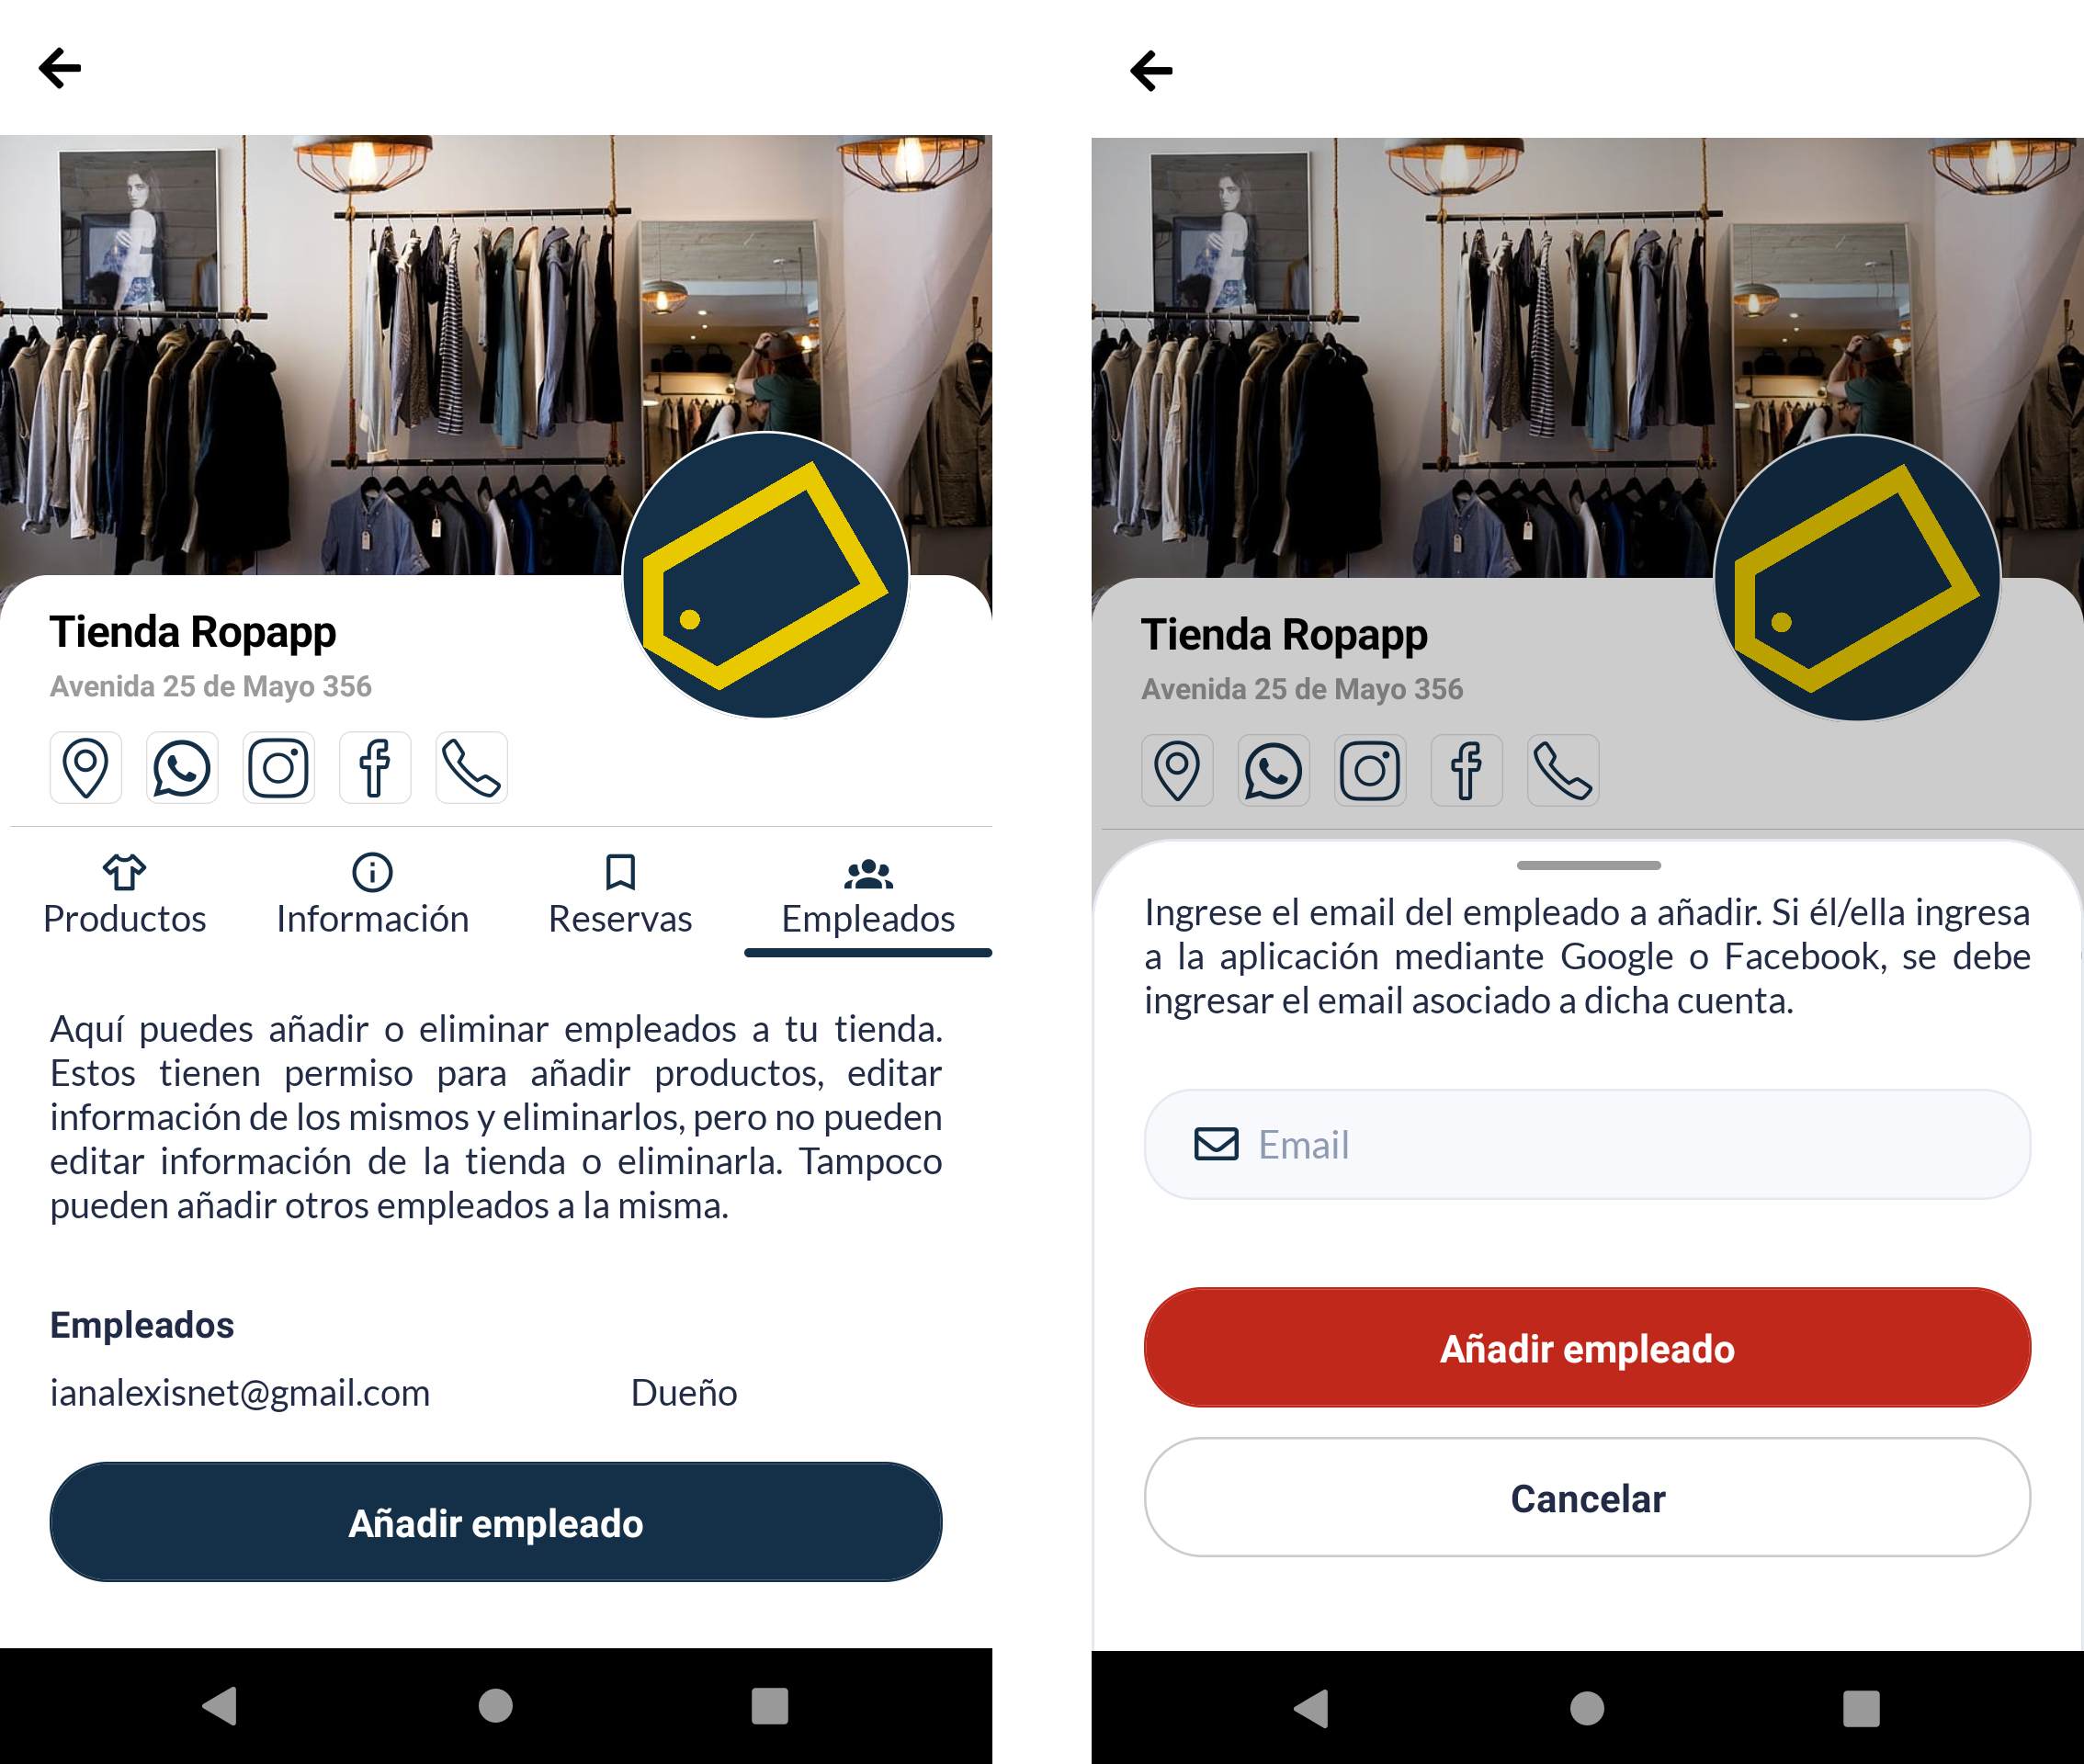 Tienda Ropapp
Avenida 25 de Mayo 356
Productos
Información
Reservas
Empleados
Aquí puedes añadir o eliminar empleados a tu tienda.
Estos tienen permiso para añadir productos, editar
información de los mismos y eliminarlos, pero no pueden
editar información de la tienda o eliminarla. Tampoco
pueden añadir otros empleados a la misma.
Empleados
ianalexisnet@gmail.com Dueño
Añadir empleado
Tienda Ropapp
Avenida 25 de Mayo 356
Ingrese el email del empleado a añadir. Si él/ella ingresa
a la aplicación mediante Google o Facebook, se debe
ingresar el email asociado a dicha cuenta.
Email
Añadir empleado
Cancelar